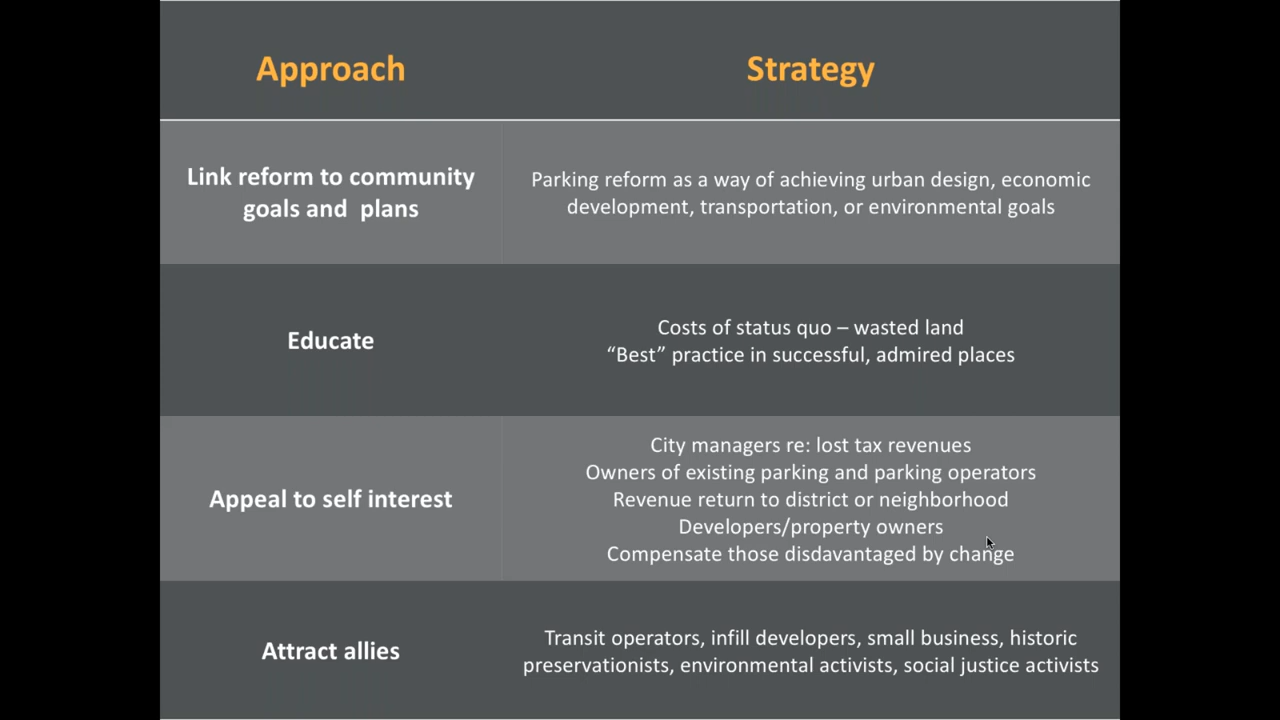 Approach
Strategy
Link reform to community
goals and  plans
Parking reform as a way of achieving urban design, economic
development, transportation, or environmental goals
Educate
Costs of status quo – wasted land
“Best” practice in successful, admired places
Appeal to self interest
City managers re: lost tax revenues
Owners of existing parking and parking operators
Revenue return to district or neighborhood
Developers/property owners
Compensate those disdavantaged by change
Attract allies
Transit operators, infill developers, small business, historic
preservationists, environmental activists, social justice activists